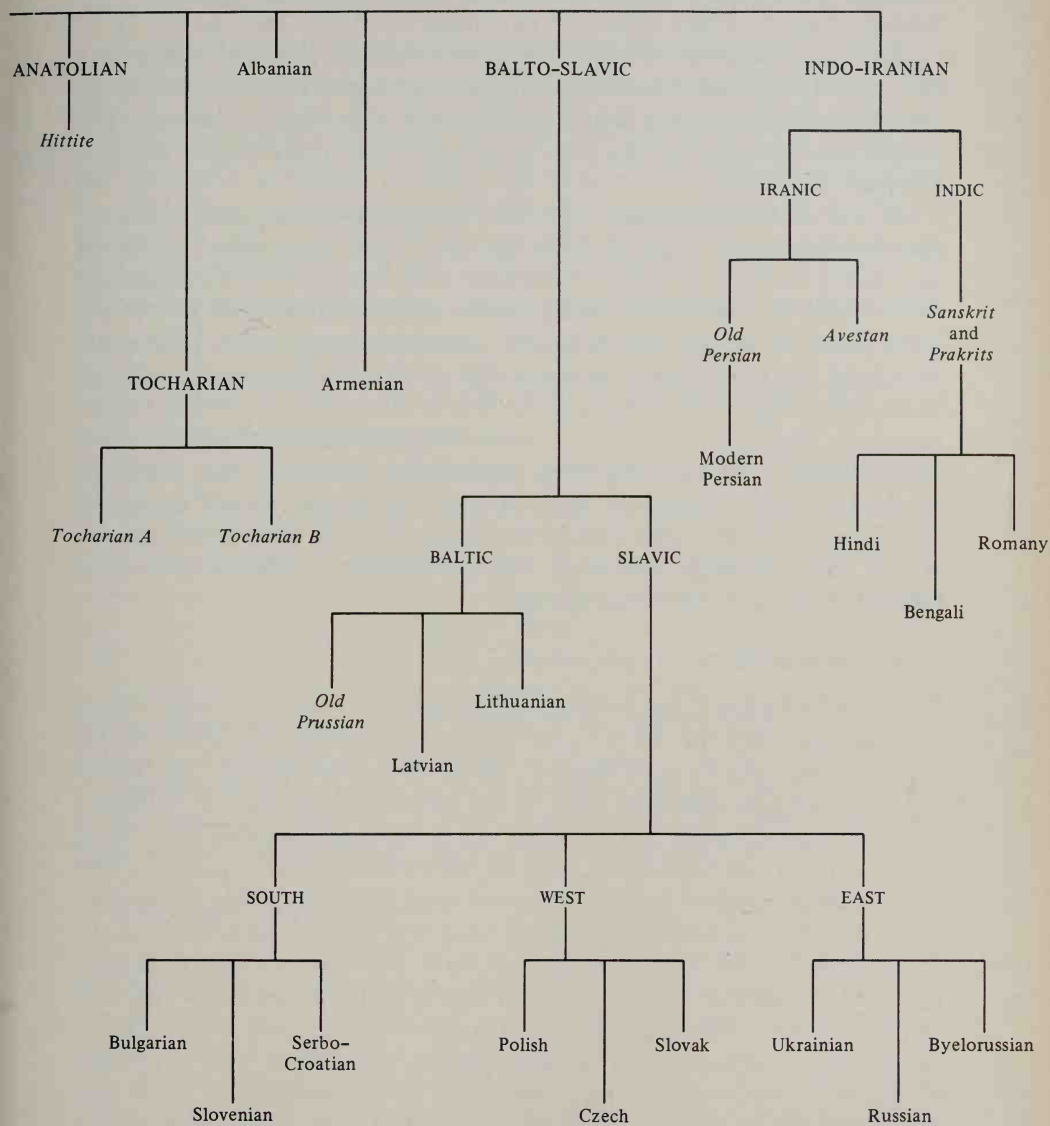 ANATOLIAN
Albanian
BALTO-SLAVIC
INDO-IRANIAN
Hittite
IRANIC
INDIC
Old
Persian
Avestan
Sanskrit
and
Prakrits
TOCHARIAN
Armenian
Modern
Persian
Tocharian A
Tocharian B
BALTIC
SLAVIC
Hindi
Romany
Bengali
Old
Prussian
Lithuanian
Latvian
SOUTH
WEST
EAST
Bulgarian
Serbo-
Croatian
Polish
Slovak
Ukrainian
Byelorussian
Slovenian
Czech
Russian